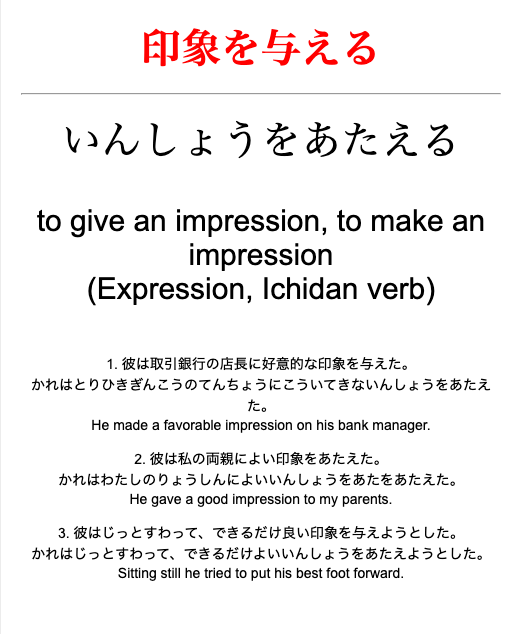 印象を与える
いんしょうをあたえる
to give an impression, to make an
impression
(Expression, Ichidan verb)
1. 彼は取引銀行の店長に好意的な印象を与えた。
かれはとりひきぎんこうのてんちょうにこういてきないんしょうをあたえ
た。
He made a favorable impression on his bank manager.
2. 彼は私の両親によい印象をあたえた。
かれはわたしのりょうしんによいいんしょうをあたをあたえた。
He gave a good impression to my parents.
3. 彼はじっとすわって、できるだけ良い印象を与えようとした。
かれはじっとすわって、できるだけよいいんしょうをあたえようとした。
Sitting still he tried to put his best foot forward.